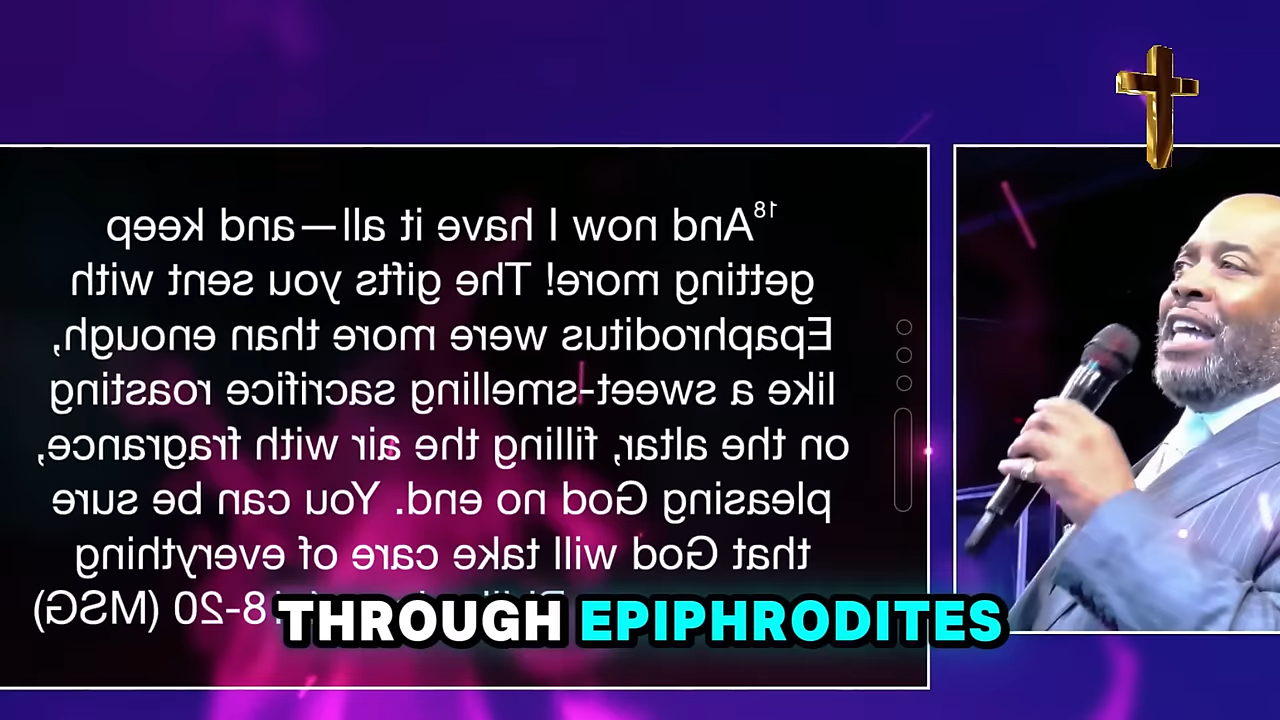 18 And now I have it all—and keep
getting more! The gifts you sent with
Epaphroditus were more than enough,
like a sweet-smelling sacrifice roasting
on the altar, filling the air with fragrance,
pleasing God no end. You can be sure
that God will take care of everything
8-20 (MSG)
THROUGH EPIPHRODITES